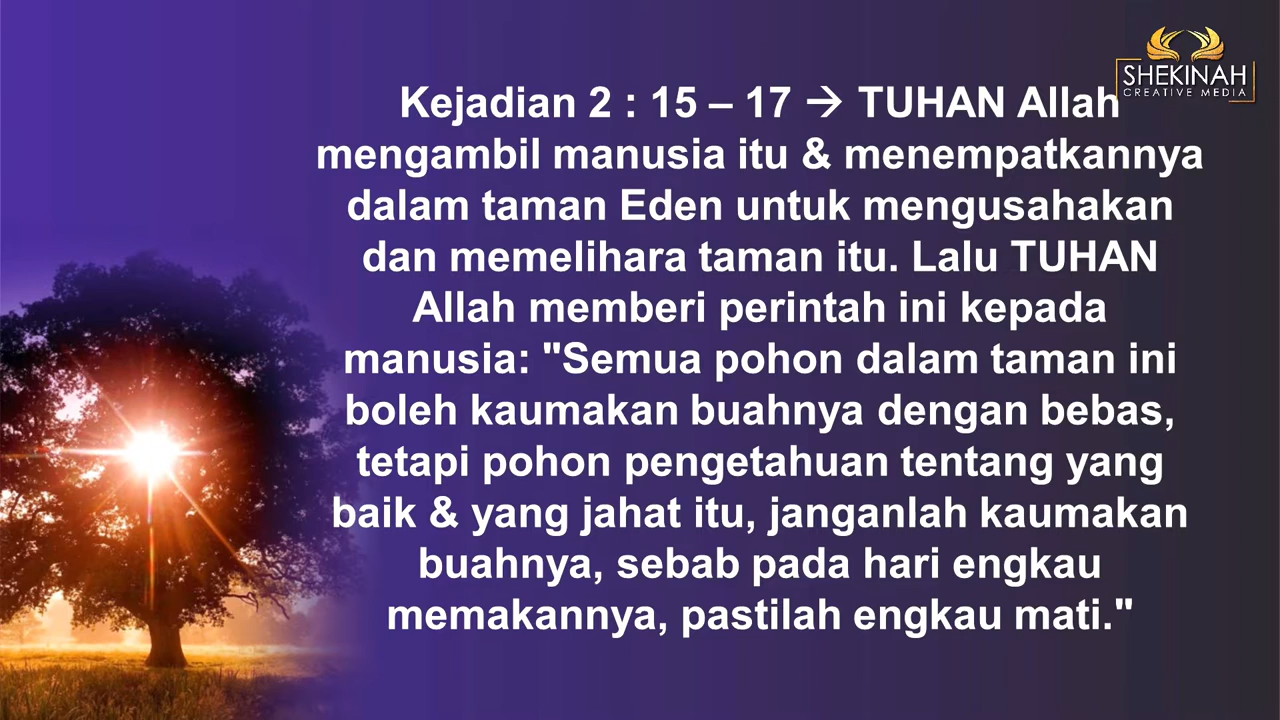 SHEKINAH
CREATIVE MEDIA
Kejadian 2 : 15 – 17 → TUHAN Allah
mengambil manusia itu & menempatkannya
dalam taman Eden untuk mengusahakan
dan memelihara taman itu. Lalu TUHAN
Allah memberi perintah ini kepada
manusia: "Semua pohon dalam taman ini
boleh kaumakan buahnya dengan bebas,
tetapi pohon pengetahuan tentang yang
baik & yang jahat itu, janganlah kaumakan
buahnya, sebab pada hari engkau
memakannya, pastilah engkau mati."